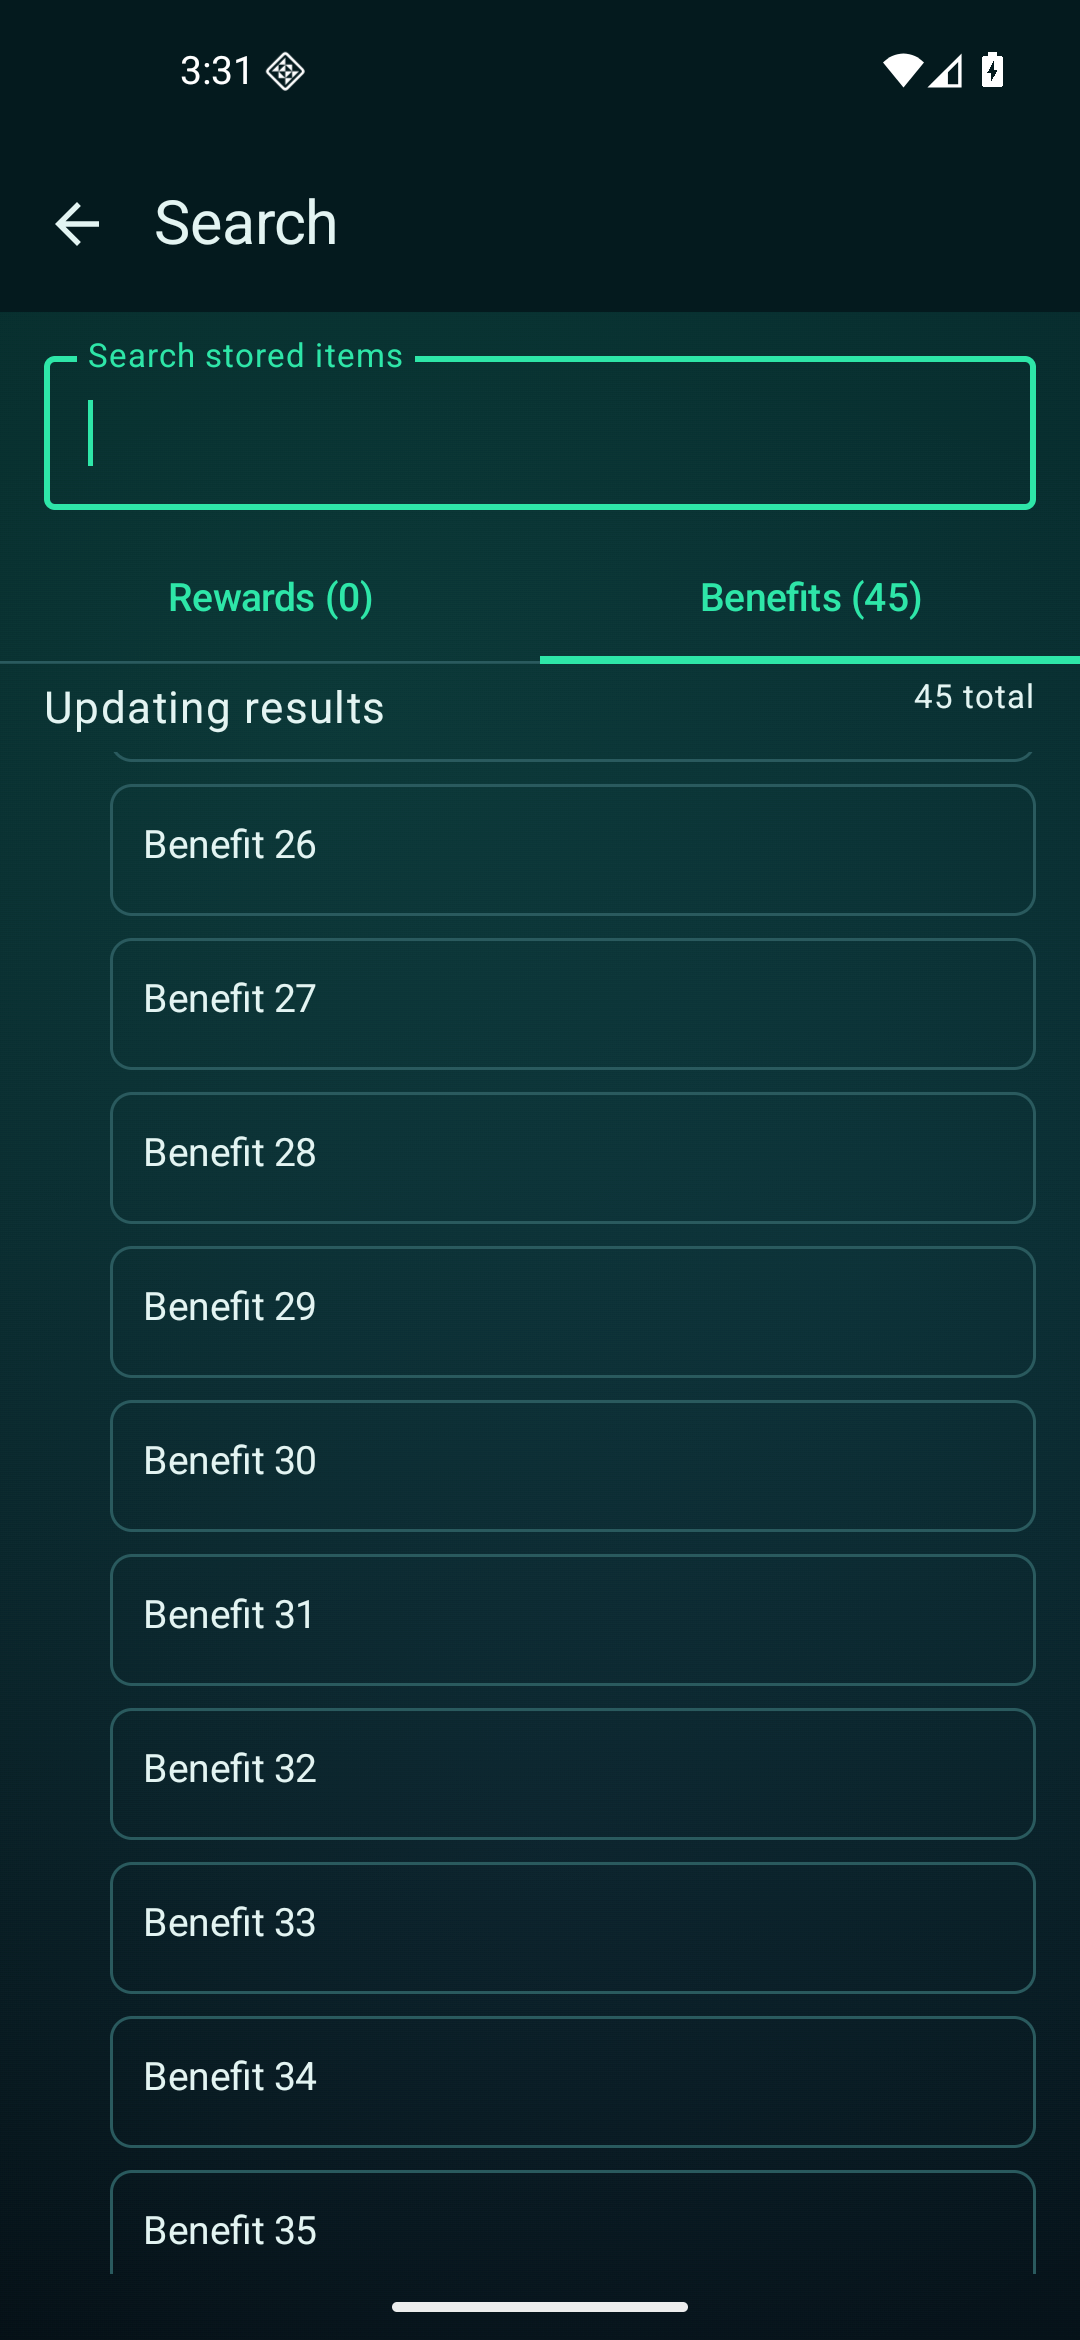 3:31
Search
Search stored items
Rewards (0)
Benefits (45)
Updating results
45 total
Benefit 26
Benefit 27
Benefit 28
Benefit 29
Benefit 30
Benefit 31
Benefit 32
Benefit 33
Benefit 34
Benefit 35